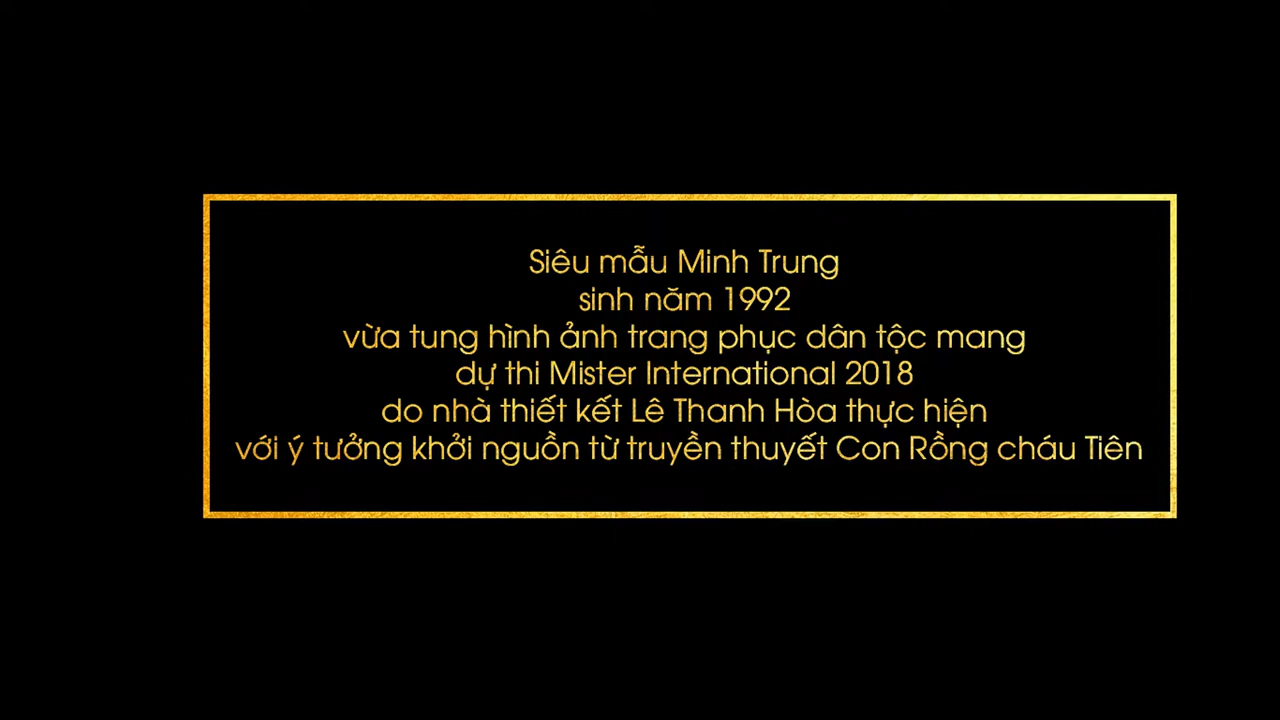 Siêu mẫu Minh Trung
sinh năm 1992
vừa tung hình ảnh trang phục dân tộc mang
dự thi Mister International 2018
do nhà thiết kết Lê Thanh Hòa thực hiện
với ý tưởng khởi nguồn từ truyền thuyết Con Rồng cháu Tiên